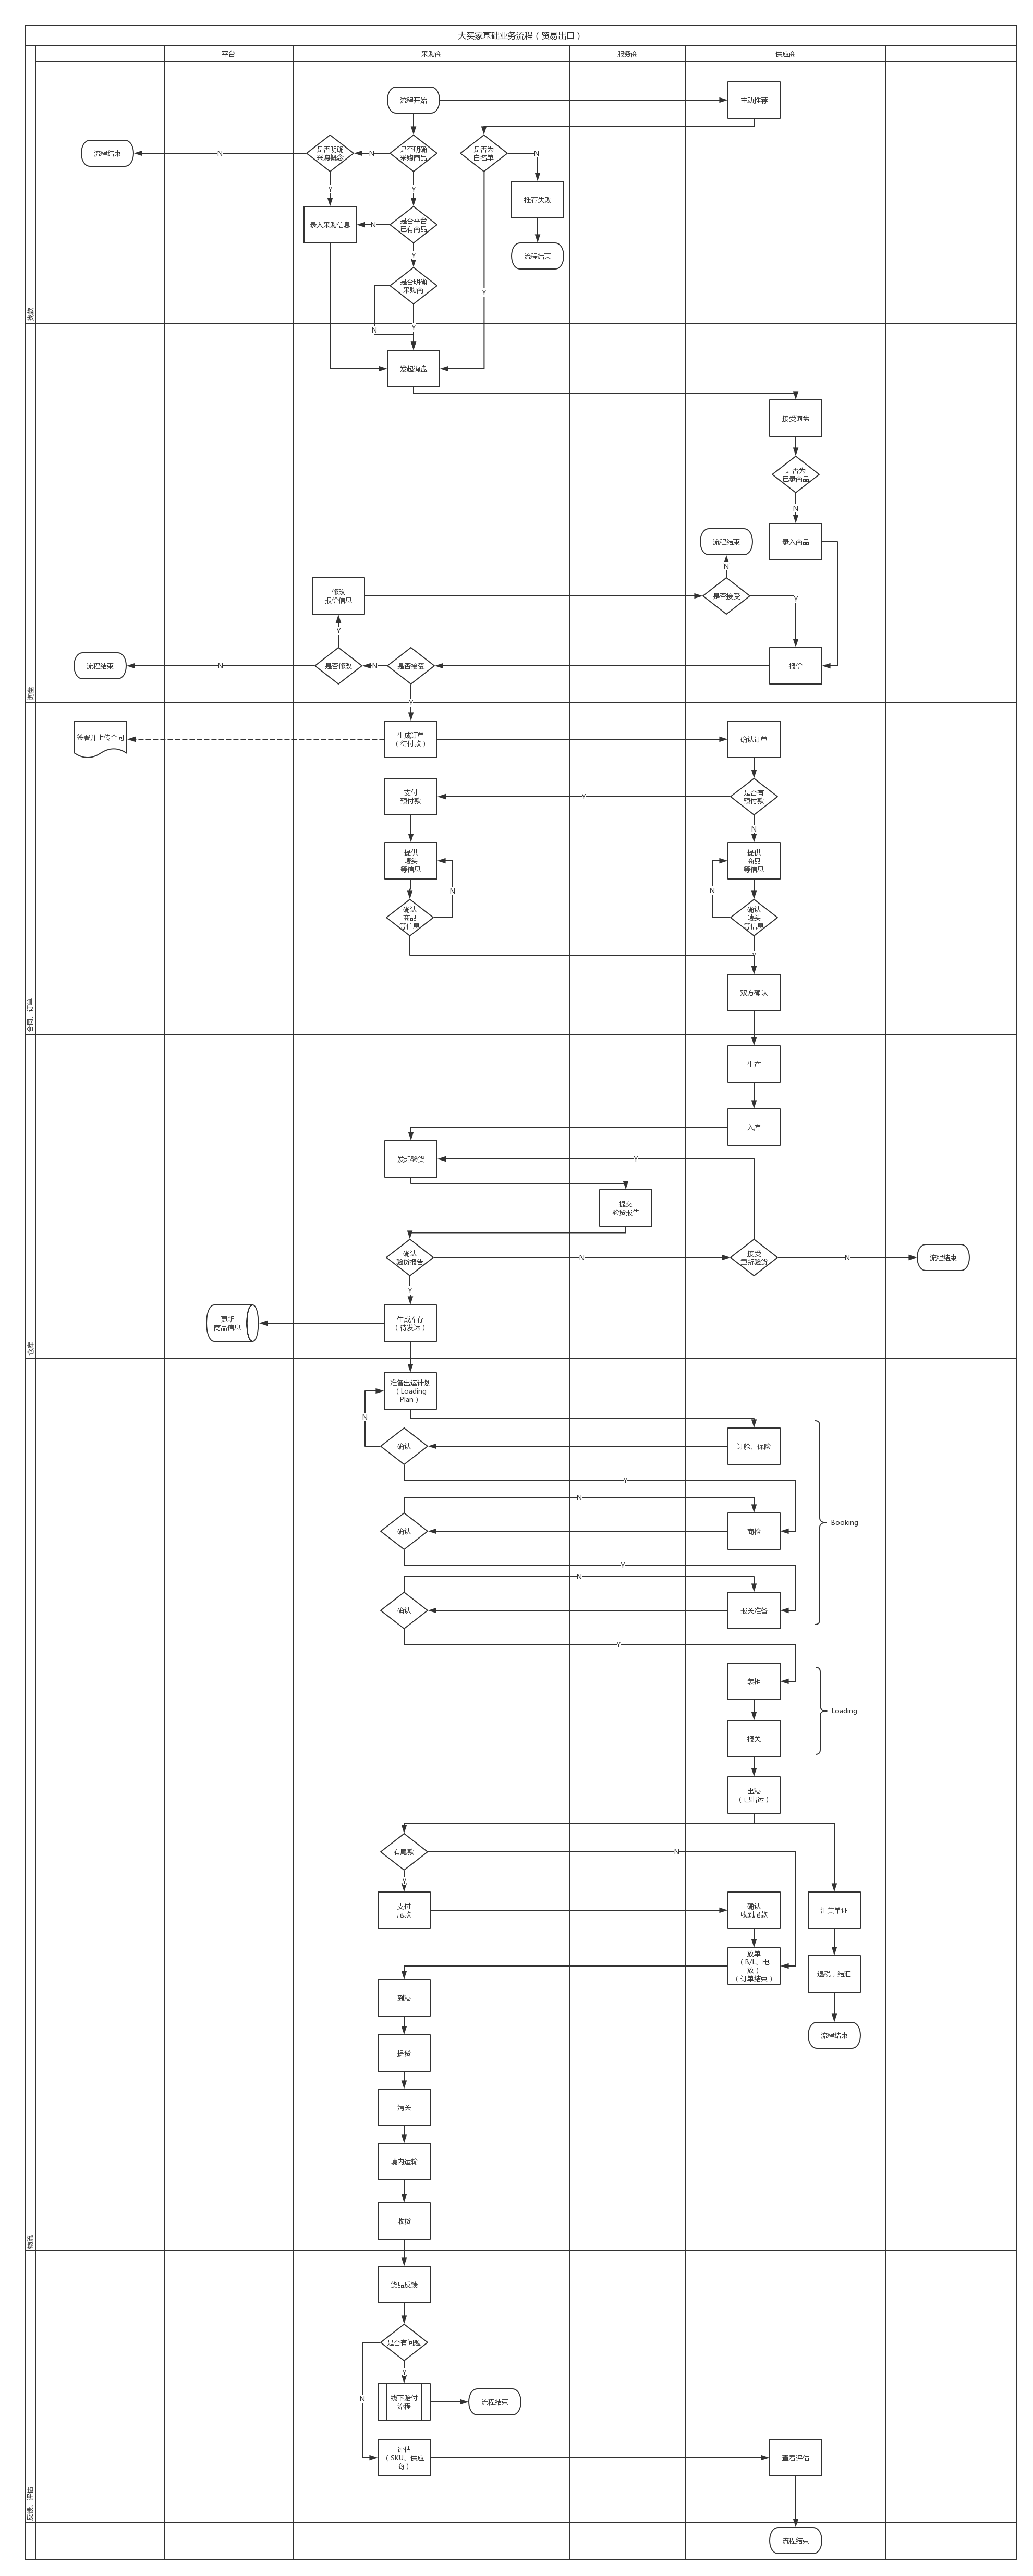 大买家基础业务流程（贸易出口）
平台
采购商
服务商
供应商
找款
流程开始
主动推荐
流程结束
N
是否明确
采购概念
N
是否明确
采购商品
是否为
白名单
N
Y
Y
推荐失败
录入采购信息
N
是否平台
已有商品
流程结束
Y
是否明确
采购商
Y
N
Y
询盘
发起询盘
接受询盘
是否为
已录商品
N
流程结束
录入商品
N
修改
报价信息
是否接受
Y
Y
流程结束
N
是否修改
N
是否接受
报价
Y
合同、订单
签署并上传合同
生成订单
（待付款）
确认订单
支付
预付款
Y
是否有
预付款
N
提供
唛头
等信息
提供
商品
等信息
N
N
确认
商品
等信息
确认
唛头
等信息
Y
双方确认
仓库
生产
入库
发起验货
Y
提交
验货报告
确认
验货报告
N
接受
重新验货
N
流程结束
Y
更新
商品信息
生成库存
（待发运）
物流
准备出运计划
（Loading
Plan）
N
确认
订舱、保险
Y
N
确认
商检
Booking
Y
N
确认
报关准备
Y
装柜
Loading
报关
出港
（已出运）
有尾款
N
Y
支付
尾款
确认
收到尾款
汇集单证
放单
（B/L、电
放）
（订单结束）
退税，结汇
到港
流程结束
提货
清关
境内运输
收货
反馈、评估
货品反馈
是否有问题
Y
N
线下赔付
流程
流程结束
评估
（SKU、供应
商）
查看评估
流程结束